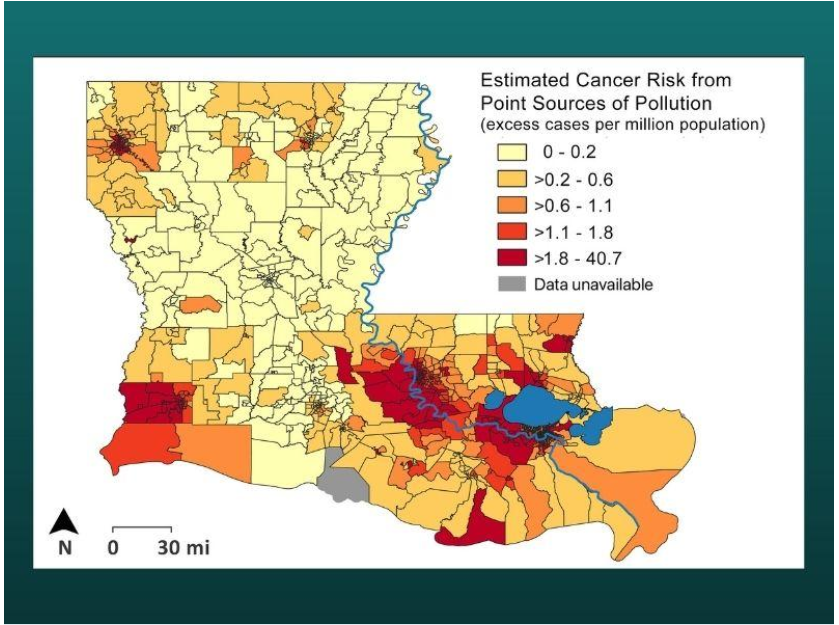 Estimated Cancer Risk from
Point Sources of Pollution
(excess cases per million population)
0 - 0.2
>0.2 - 0.6
>0.6 - 1.1
>1.1 - 1.8
>1.8 - 40.7
Data unavailable
N 0 30 mi